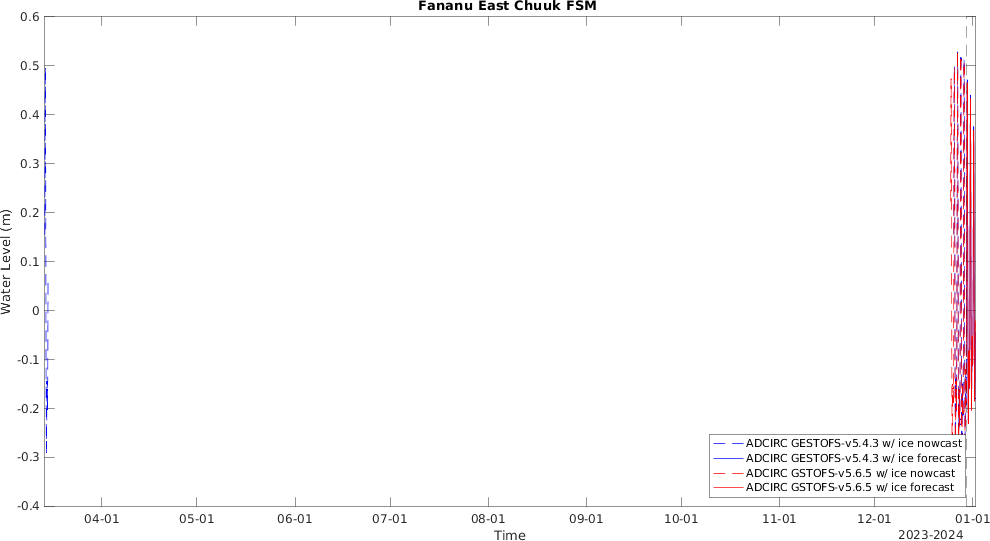 Fananu East Chuuk FSM
0.6
0.5
0.4
0.3
0.2
0.1
0
-0.1
-0.2
-0.3
-0.4
Water Level (m)
ADCIRC GESTOFS-v5.4.3 w/ ice nowcast
ADCIRC GESTOFS-v5.4.3 w/ ice forecast
ADCIRC GSTOFS-v5.6.5 w/ ice nowcast
ADCIRC GSTOFS-v5.6.5 w/ ice forecast
04-01 05-01 06-01 07-01 08-01 09-01 10-01 11-01 12-01 01-01
Time
2023-2024